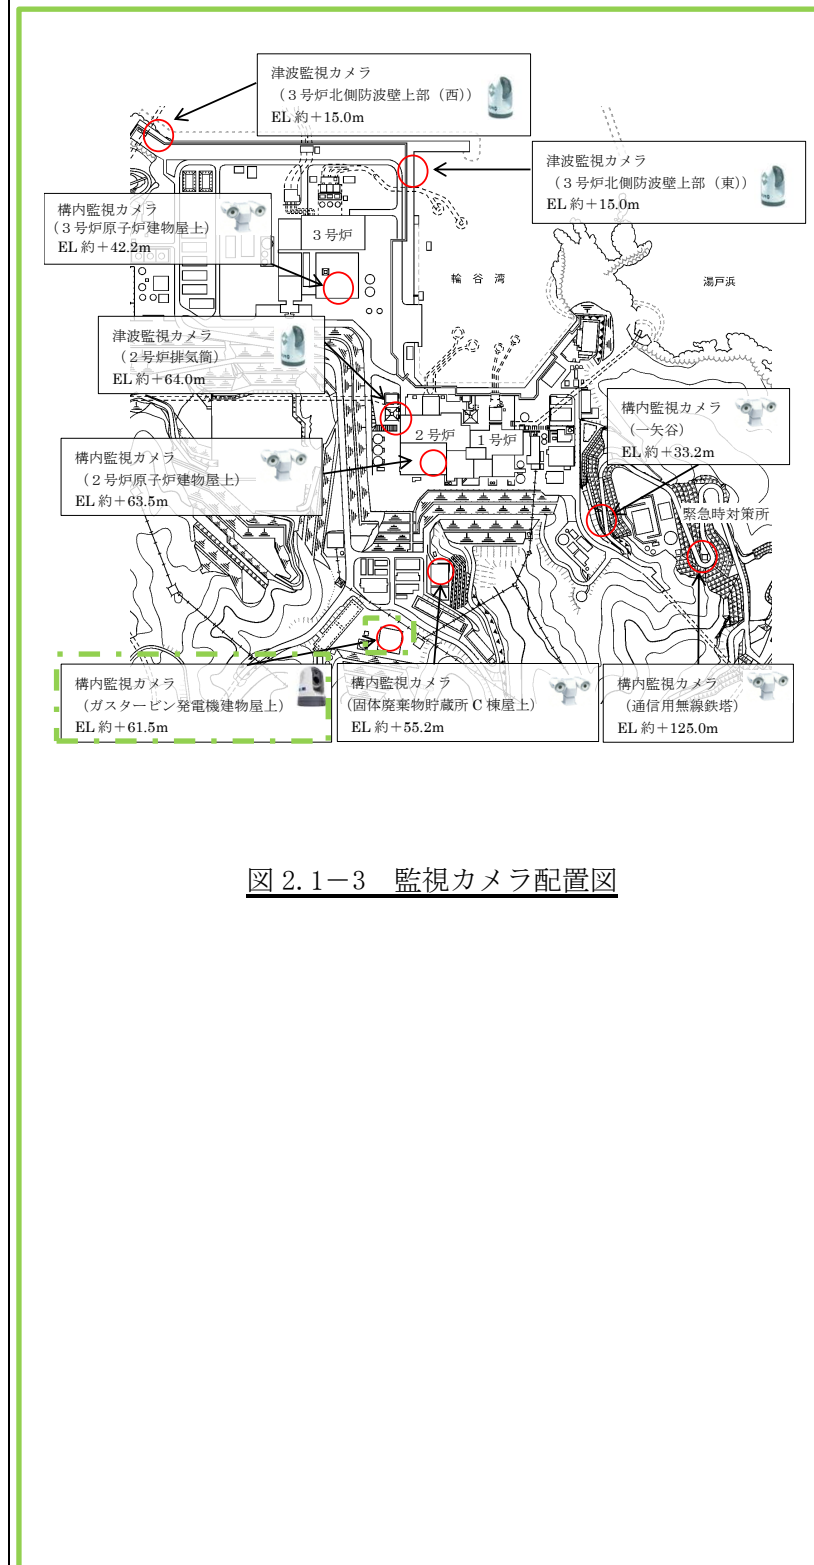 津波監視カメラ
（３号炉北側防波壁上部（西））
EL 約＋15.0m
津波監視カメラ
（３号炉北側防波壁上部（東））
EL 約＋15.0m
構内監視カメラ
（３号炉原子炉建物屋上）
EL 約＋42.2m
３号炉
輪 谷 湾
湯戸浜
津波監視カメラ
（２号炉排気筒）
EL 約＋64.0m
構内監視カメラ
（一矢谷）
EL 約＋33.2m
２号炉
１号炉
構内監視カメラ
（２号炉原子炉建物屋上）
EL 約＋63.5m
緊急時対策所
構内監視カメラ
（ガスタービン発電機建物屋上）
EL 約＋61.5m
構内監視カメラ
（固体廃棄物貯蔵所 C 棟屋上）
EL 約＋55.2m
構内監視カメラ
（通信用無線鉄塔）
EL 約＋125.0m
図 2.1－3　監視カメラ配置図